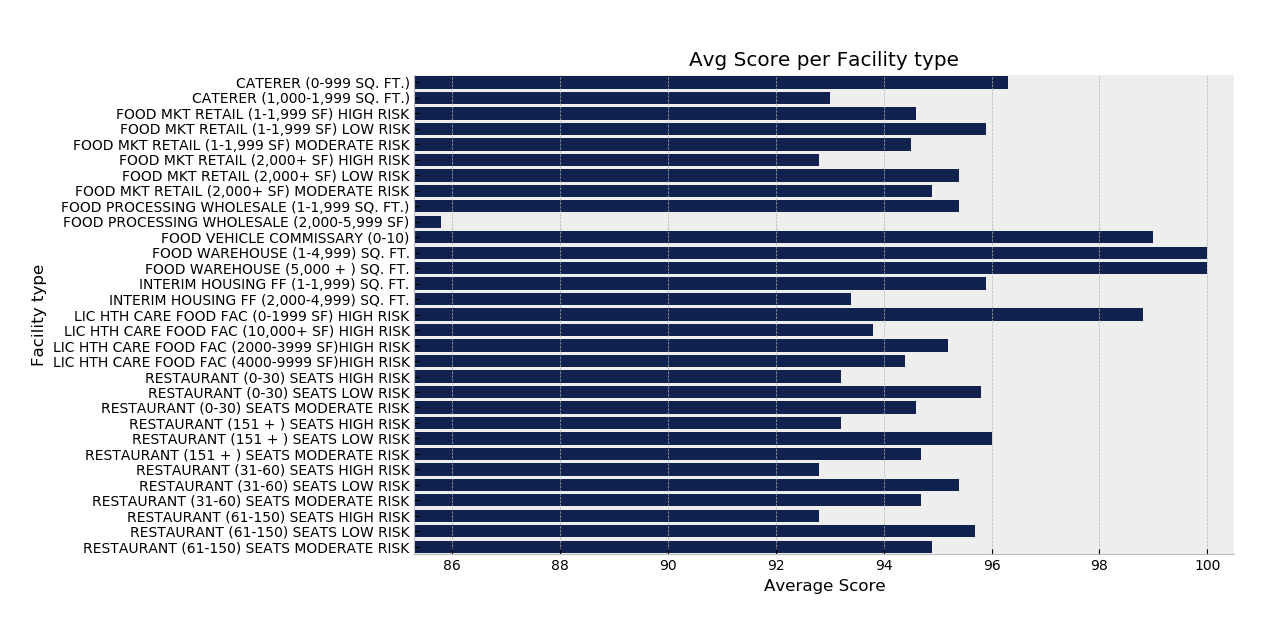 Avg Score per Facility type
CATERER (0-999 SQ. FT.)
CATERER (1,000-1,999 SQ. FT.)
FOOD MKT RETAIL (1-1,999 SF) HIGH RISK
FOOD MKT RETAIL (1-1,999 SF) LOW RISK
FOOD MKT RETAIL (1-1,999 SF) MODERATE RISK
FOOD MKT RETAIL (2,000+ SF) HIGH RISK
FOOD MKT RETAIL (2,000+ SF) LOW RISK
FOOD MKT RETAIL (2,000+ SF) MODERATE RISK
FOOD PROCESSING WHOLESALE (1-1,999 SQ. FT.)
FOOD PROCESSING WHOLESALE (2,000-5,999 SF)
FOOD VEHICLE COMMISSARY (0-10)
FOOD WAREHOUSE (1-4,999) SQ. FT.
FOOD WAREHOUSE (5,000 + ) SQ. FT.
INTERIM HOUSING FF (1-1,999) SQ. FT.
INTERIM HOUSING FF (2,000-4,999) SQ. FT.
LIC HTH CARE FOOD FAC (0-1999 SF) HIGH RISK
LIC HTH CARE FOOD FAC (10,000+ SF) HIGH RISK
LIC HTH CARE FOOD FAC (2000-3999 SF)HIGH RISK
LIC HTH CARE FOOD FAC (4000-9999 SF)HIGH RISK
RESTAURANT (0-30) SEATS HIGH RISK
RESTAURANT (0-30) SEATS LOW RISK
RESTAURANT (0-30) SEATS MODERATE RISK
RESTAURANT (151 + ) SEATS HIGH RISK
RESTAURANT (151 + ) SEATS LOW RISK
RESTAURANT (151 + ) SEATS MODERATE RISK
RESTAURANT (31-60) SEATS HIGH RISK
RESTAURANT (31-60) SEATS LOW RISK
RESTAURANT (31-60) SEATS MODERATE RISK
RESTAURANT (61-150) SEATS HIGH RISK
RESTAURANT (61-150) SEATS LOW RISK
RESTAURANT (61-150) SEATS MODERATE RISK
Facility type
86 88 90 92 94 96 98 100
Average Score